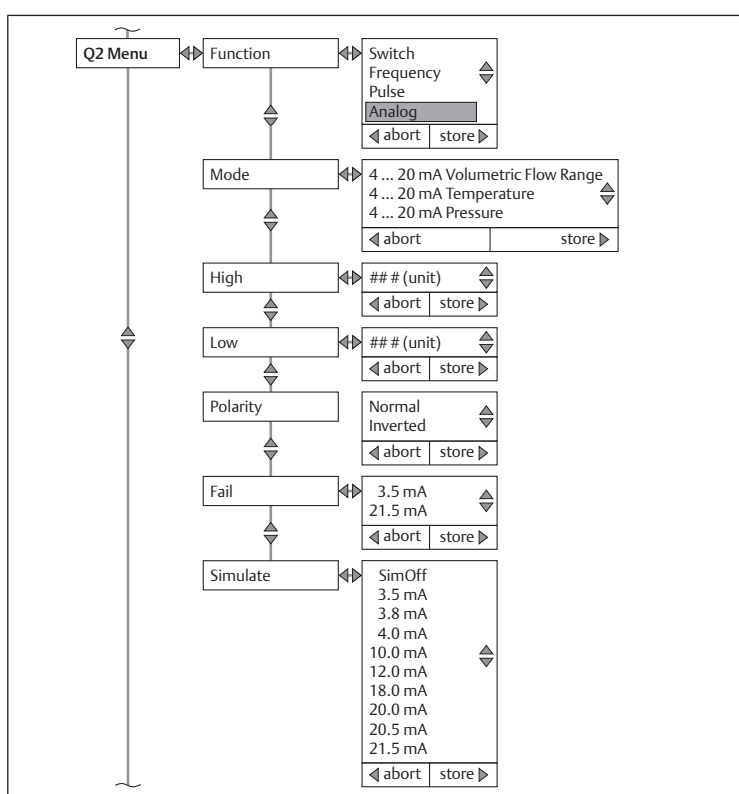 Q2 Menu
Function
Switch
Frequency
Pulse
Analog
abort
store
Mode
4 ... 20 mA Volumetric Flow Range
4 ... 20 mA Temperature
4 ... 20 mA Pressure
abort
store
High
## # (unit)
abort
store
Low
## # (unit)
abort
store
Polarity
Normal
Inverted
abort
store
Fail
3.5 mA
21.5 mA
abort
store
Simulate
SimOff
3.5 mA
3.8 mA
4.0 mA
10.0 mA
12.0 mA
18.0 mA
20.0 mA
20.5 mA
21.5 mA
abort
store